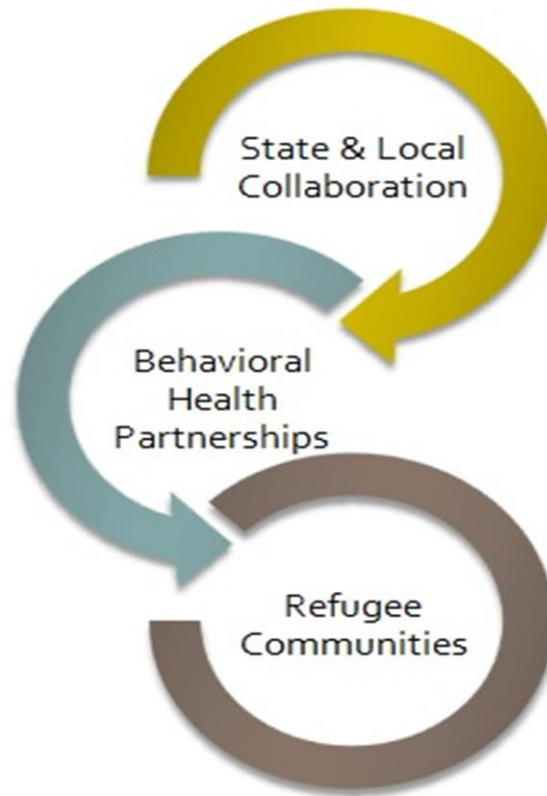 State & Local
Collaboration
Behavioral
Health
Partnerships
Refugee
Communities